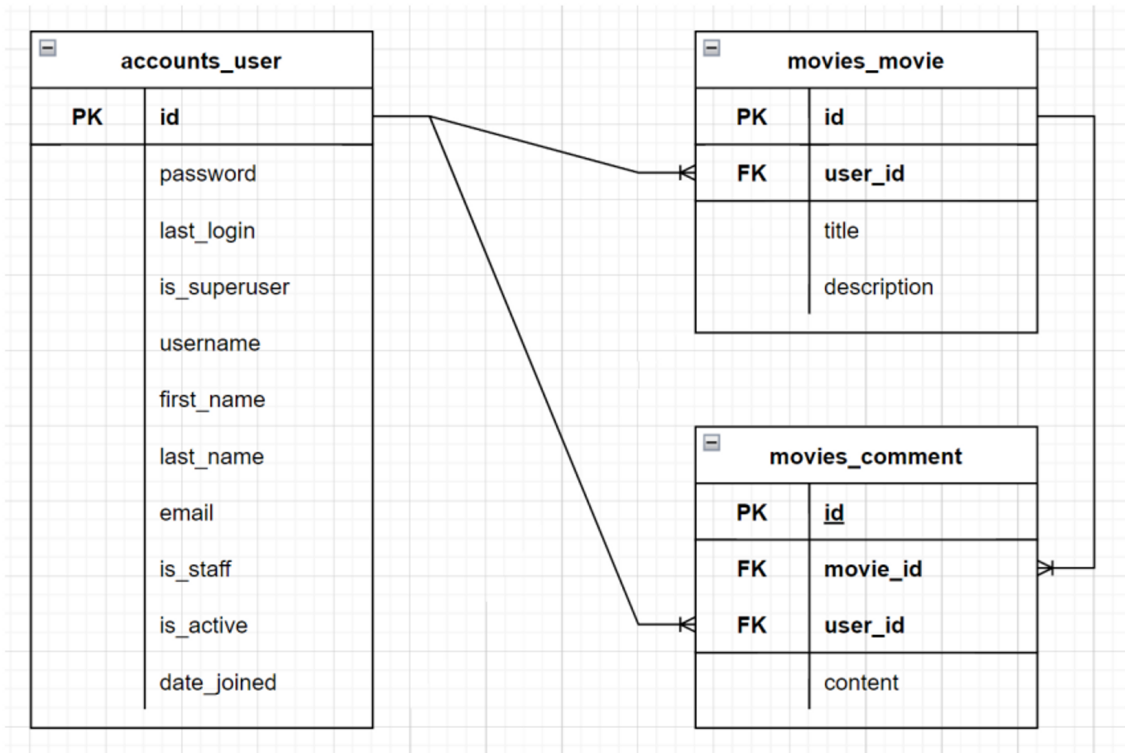 accounts_user
PK id
password
last_login
is_superuser
username
first_name
last_name
email
is_staff
is_active
date_joined
movies_movie
PK id
FK user_id
title
description
movies_comment
PK id
FK movie_id
FK user_id
content